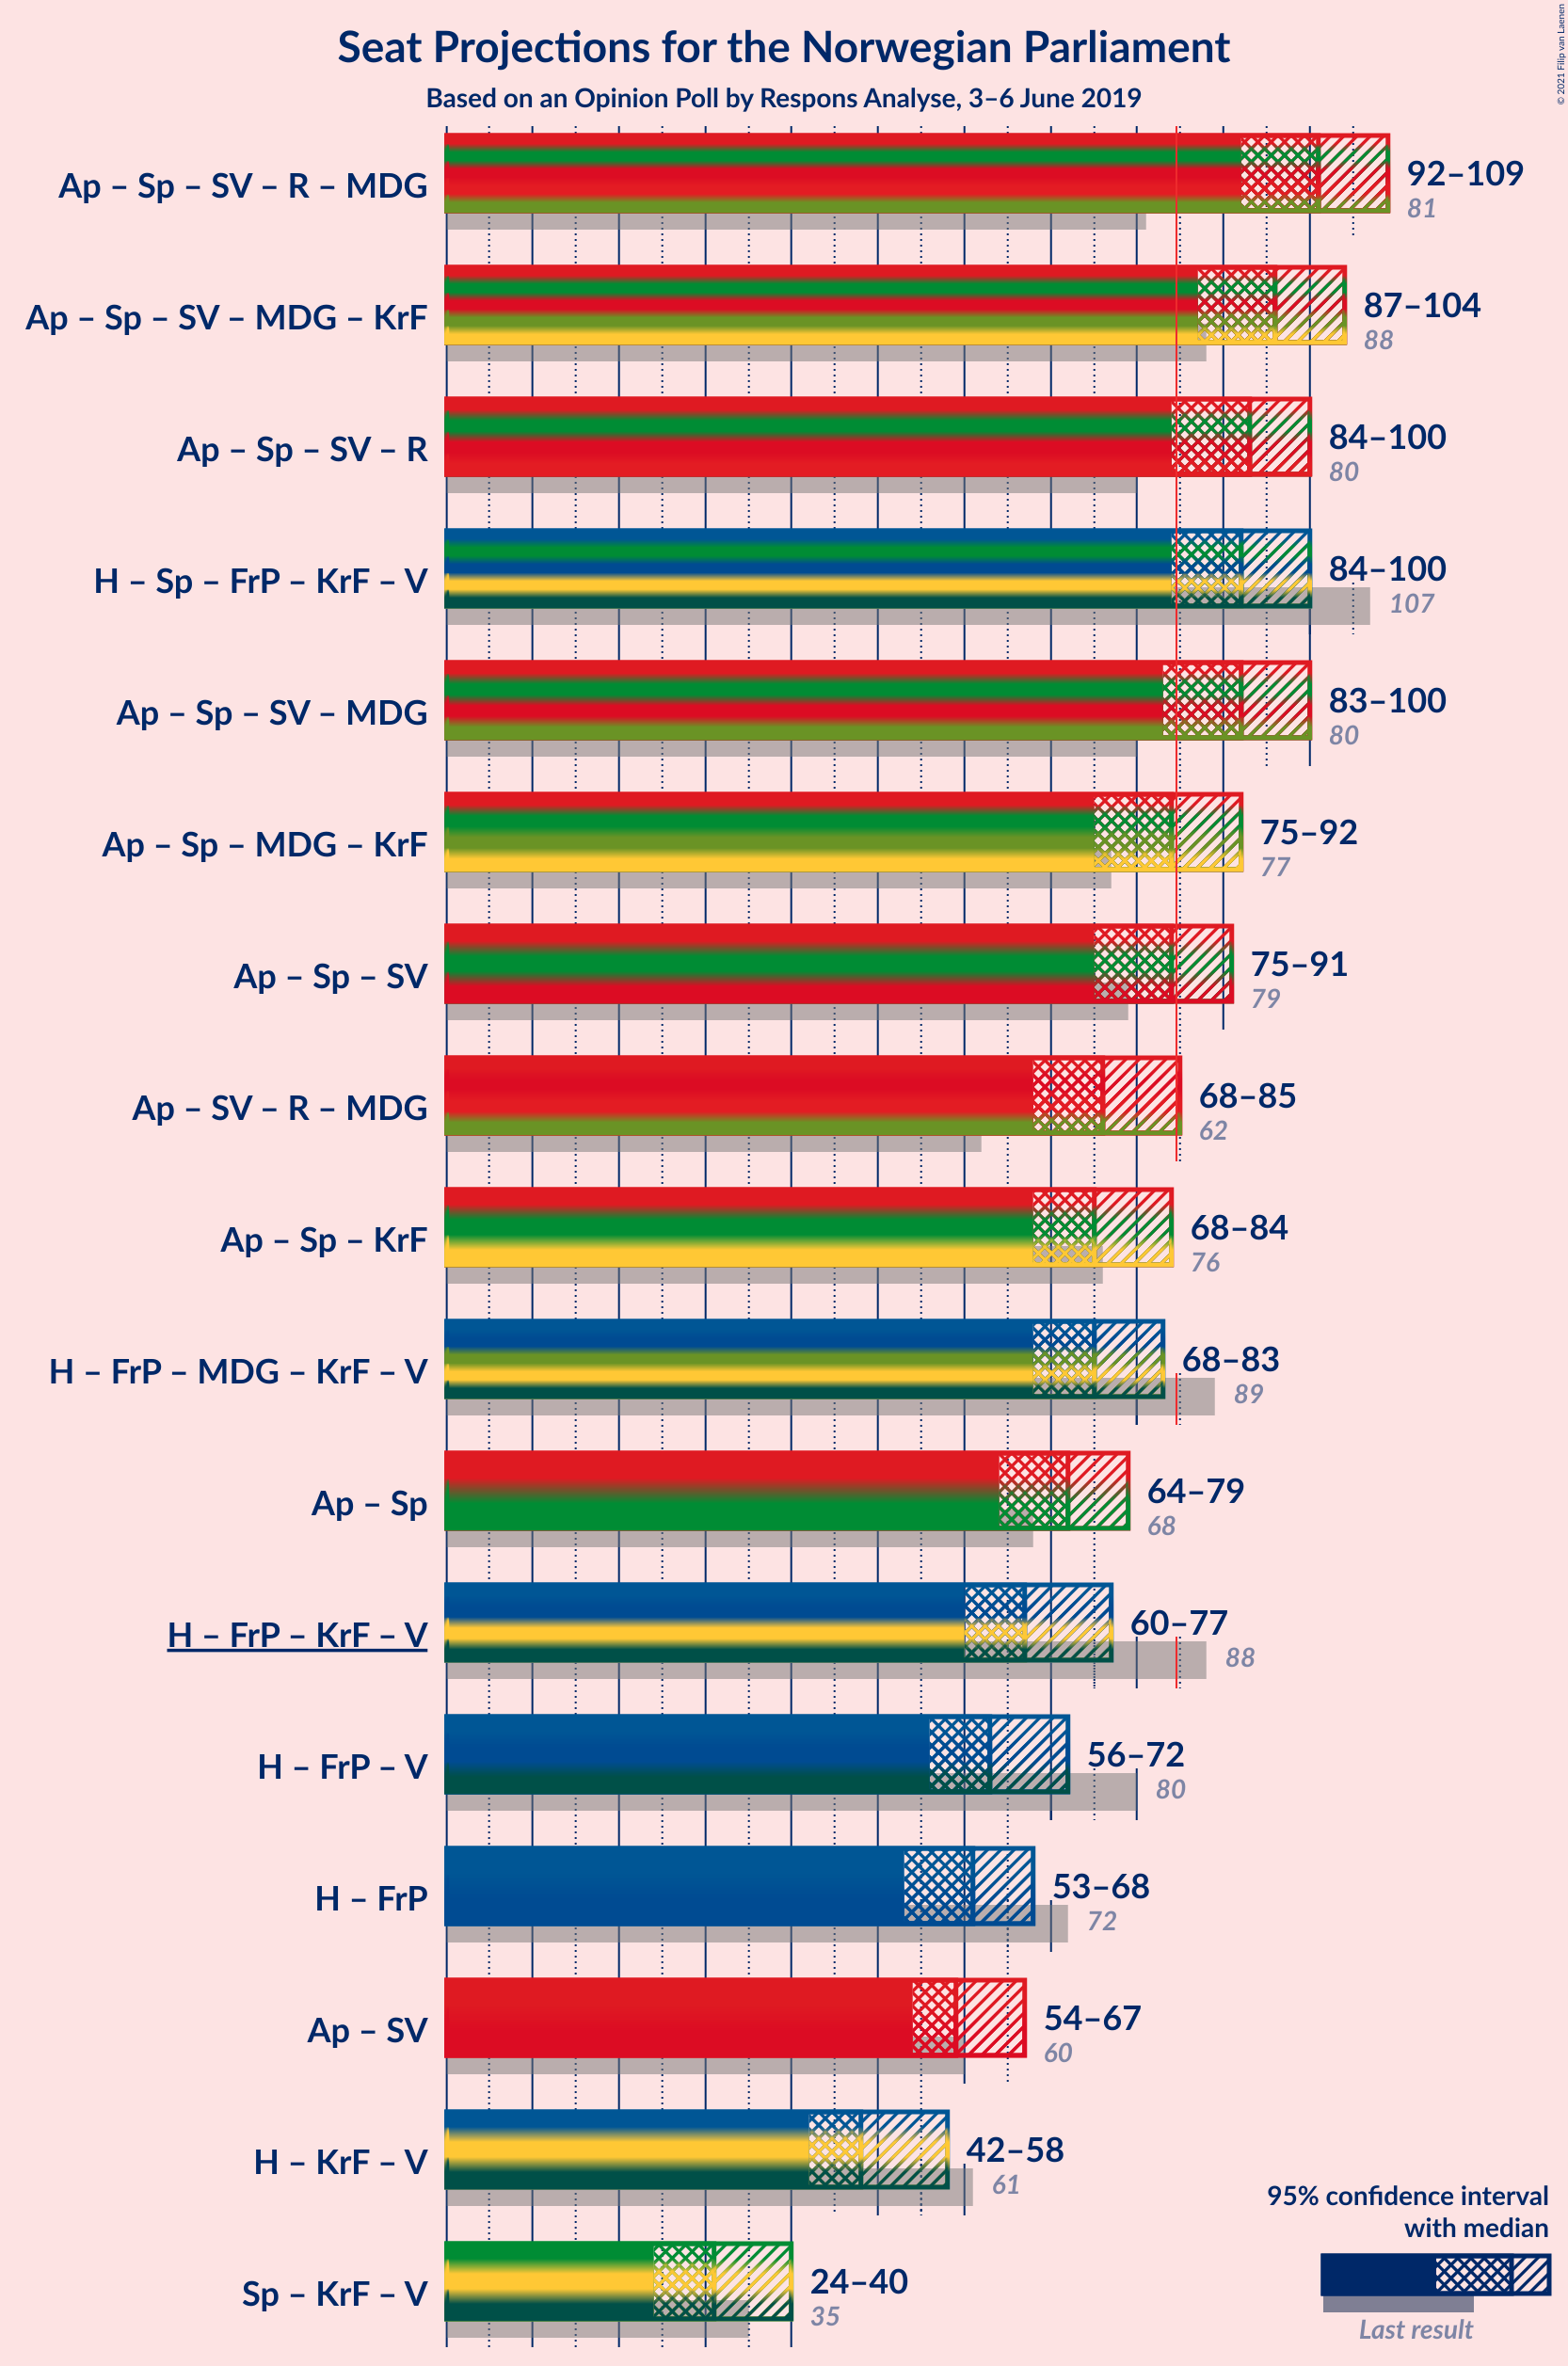 Seat Projections for the Norwegian Parliament
Based on an Opinion Poll by Respons Analyse, 3–6 June 2019
© 2021 Filip van Laenen
Ap – Sp – SV – R – MDG
92–109
81
Ap – Sp – SV – MDG – KrF
87–104
88
Ap – Sp – SV – R
84–100
80
H – Sp – FrP – KrF – V
84–100
107
Ap – Sp – SV – MDG
83–100
80
Ap – Sp – MDG – KrF
75–92
77
Ap – Sp – SV
75–91
79
Ap – SV – R – MDG
68–85
62
Ap – Sp – KrF
68–84
76
H – FrP – MDG – KrF – V
68–83
89
Ap – Sp
64–79
68
H – FrP – KrF – V
60–77
88
H – FrP – V
56–72
80
H – FrP
53–68
72
Ap – SV
54–67
60
H – KrF – V
42–58
61
Sp – KrF – V
24–40
35
95% confidence interval
with median
Last result